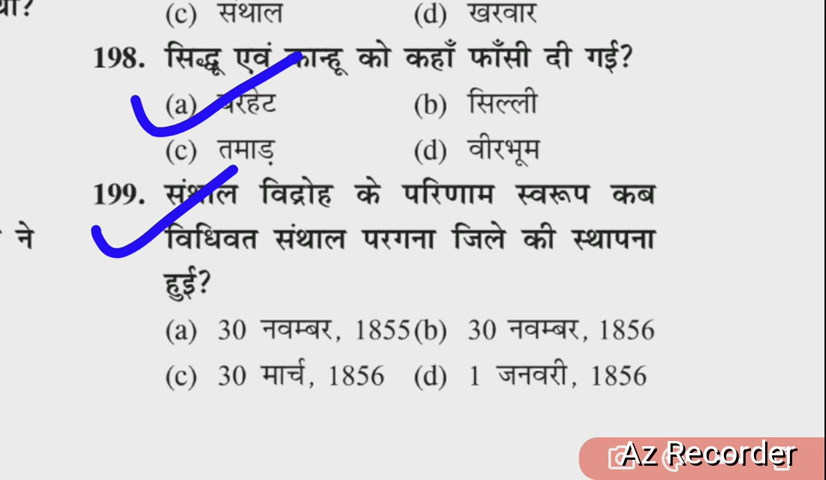 (c) संथाल (d) खरवार
198. सिद्धू एवं कान्हू को कहाँ फाँसी दी गई?
(a) बरहेट (b) सिल्ली
(c) तमाड़ (d) वीरभूम
199. संथाल विद्रोह के परिणाम स्वरूप कब
ने विधिवत संथाल परगना जिले की स्थापना
हुई?
(a) 30 नवम्बर, 1855 (b) 30 नवम्बर, 1856
(c) 30 मार्च, 1856 (d) 1 जनवरी, 1856
Az Recorder